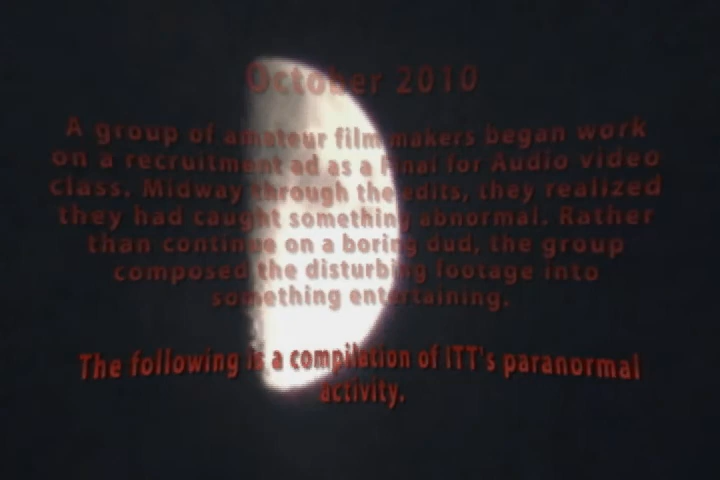 October 2010
A group of amateur film makers began work
on a recruitment ad as a final for Audio video
class. Midway through the edits, they realized
they had caught something abnormal. Rather
than continue on a boring dud, the group
composed the disturbing footage into
something entertaining.
The following is a compilation of ITT's paranormal
activity.